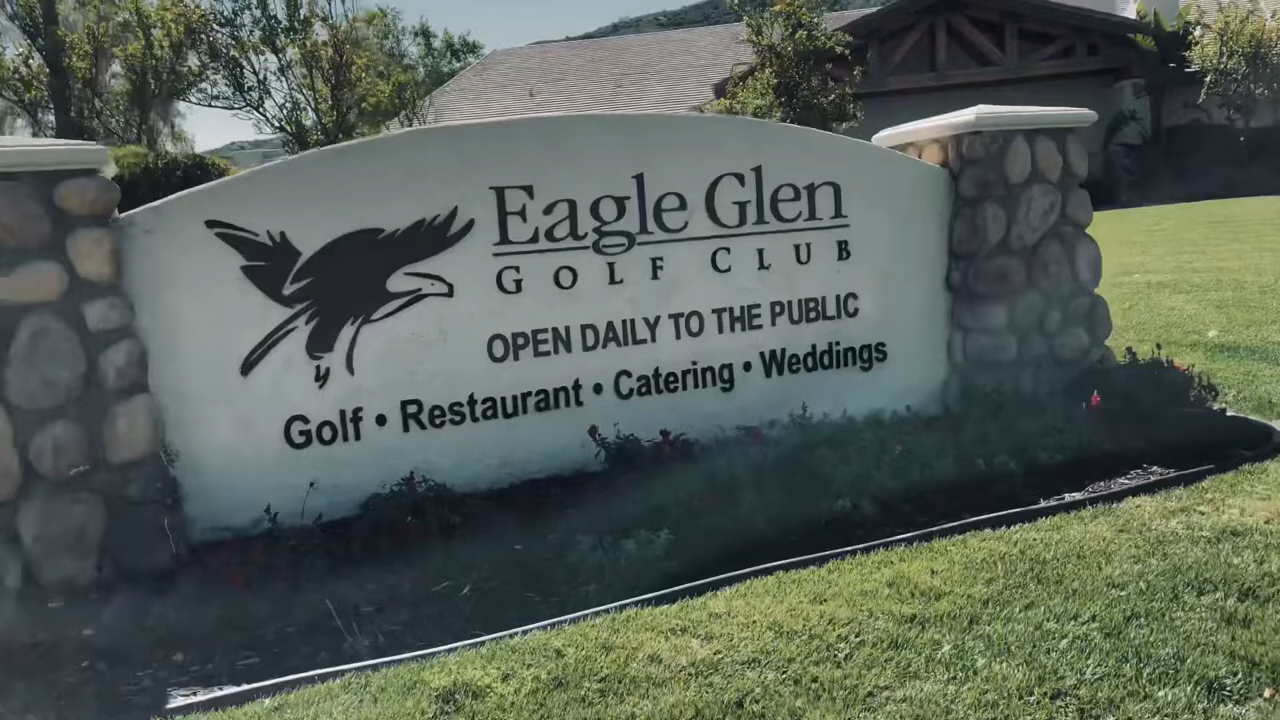 Eagle Glen
GOLF CLUB
OPEN DAILY TO THE PUBLIC
Golf • Restaurant • Catering • Weddings